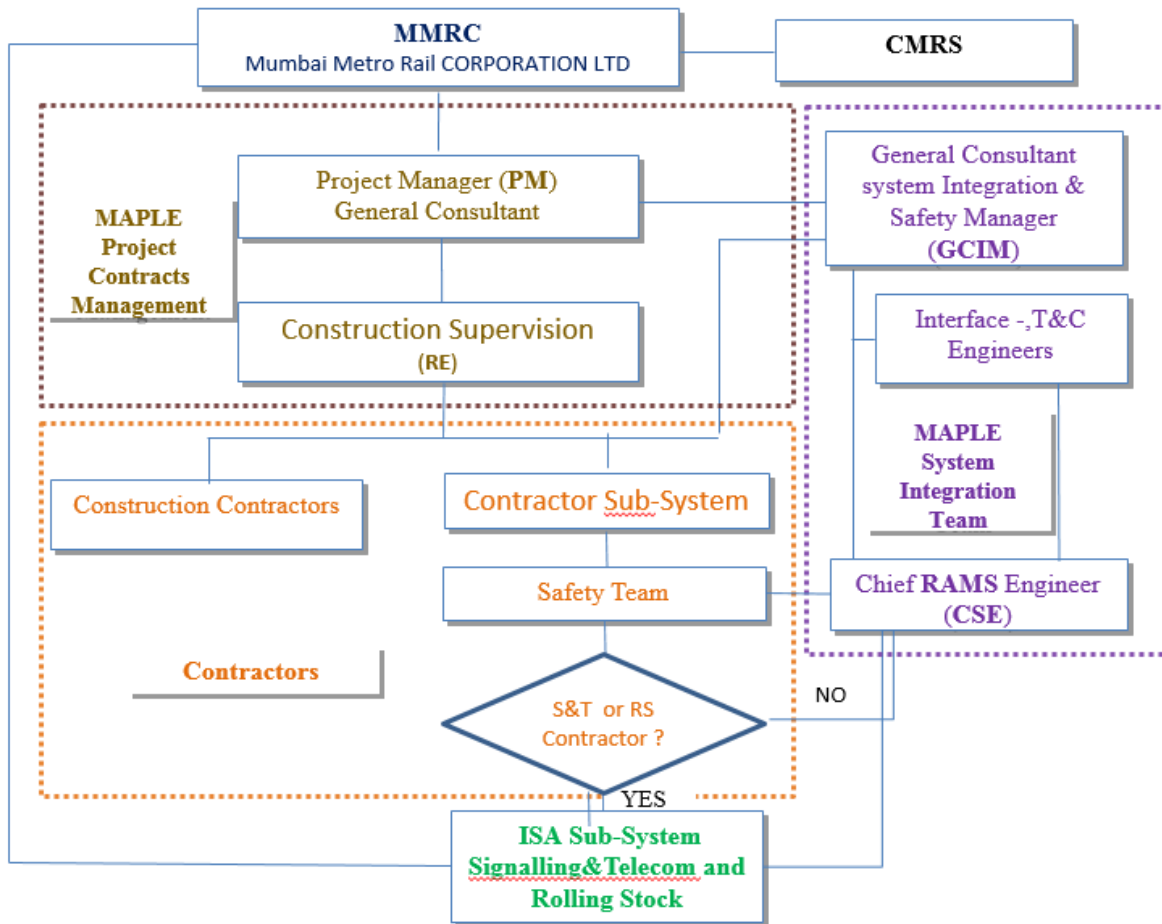 MMRC
Mumbai Metro Rail CORPORATION LTD
CMRS
Project Manager (PM)
General Consultant
General Consultant
system Integration &
Safety Manager
(GCIM)
MAPLE
Project
Contracts
Management
Construction Supervision
(RE)
Interface -,T&C
Engineers
MAPLE
System
Integration
Team
Construction Contractors
Contractor Sub-System
Safety Team
Chief RAMS Engineer
(CSE)
Contractors
S&T or RS
Contractor ?
NO
YES
ISA Sub-System
Signalling&Telecom and
Rolling Stock